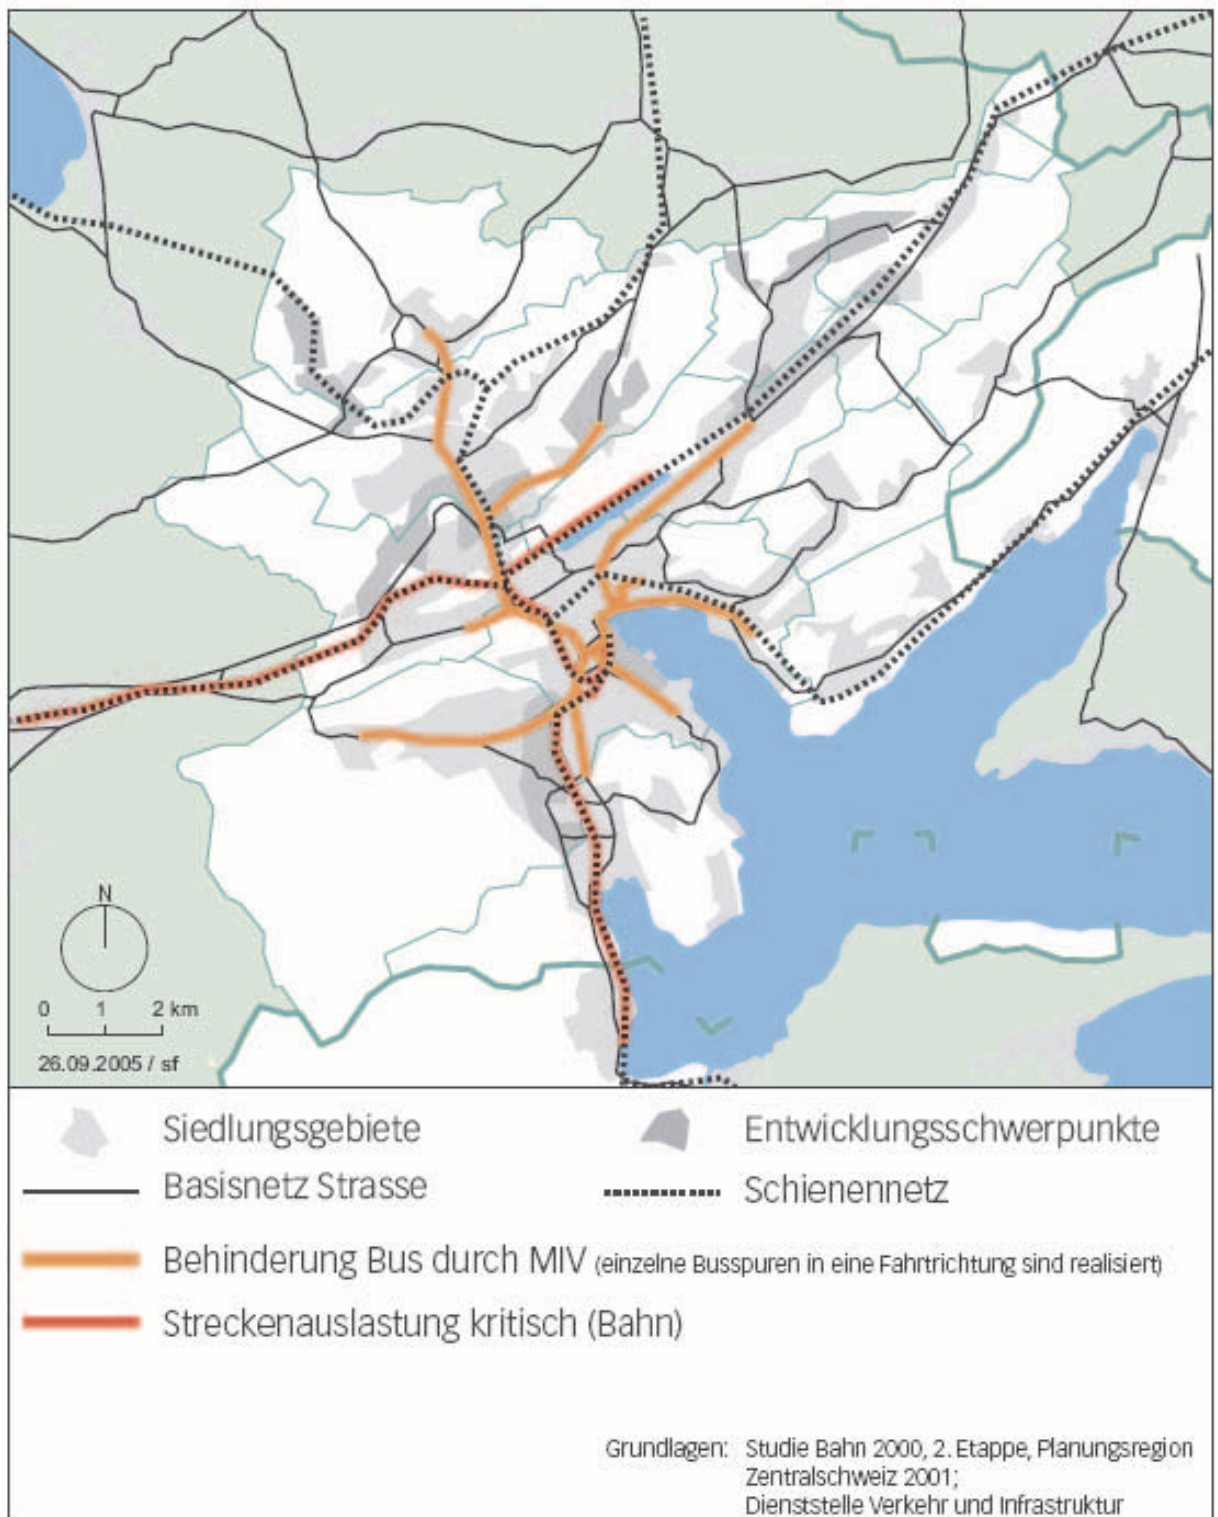 N
0 1 2 km
26.09.2005 / sf
Siedlungsgebiete
Entwicklungsschwerpunkte
Basisnetz Strasse
Schienennetz
Behinderung Bus durch MIV (einzelne Busspuren in eine Fahrtrichtung sind realisiert)
Streckenauslastung kritisch (Bahn)
Grundlagen: Studie Bahn 2000, 2. Etappe, Planungsregion
Zentralschweiz 2001;
Dienststelle Verkehr und Infrastruktur